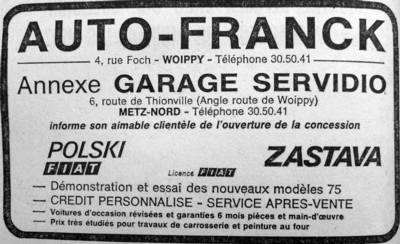 AUTO-FRANCK
4, rue Foch - WOIPPY - Téléphone 30.50.41
Annexe GARAGE SERVIDIO
6, route de Thionville (Angle route de Woippy)
METZ-NORD - Téléphone 30.50.41
informe son aimable clientèle de l'ouverture de la concession
POLSKI FIAT Licence FIAT ZASTAVA
— Démonstration et essai des nouveaux modèles 75
— CREDIT PERSONNALISE - SERVICE APRES-VENTE
— Voitures d'occasion révisées et garanties 6 mois pièces et main-d'œuvre
— Prix très étudiés pour travaux de carrosserie et peinture au four